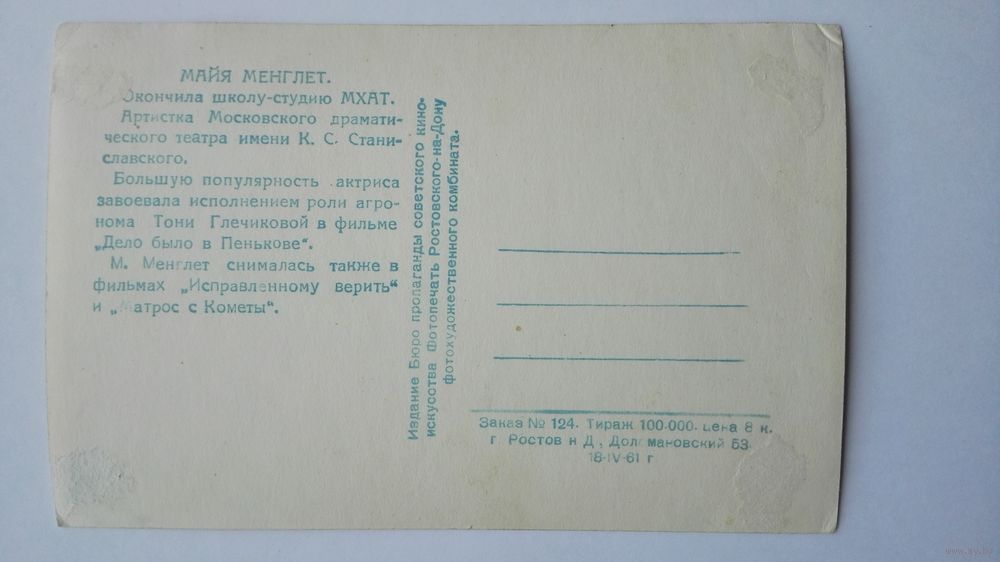 МАЙЯ МЕНГЛЕТ.
Окончила школу-студию МХАТ.
Артистка Московского драмати-
ческого театра имени К. С. Стани-
славского.
Большую популярность актриса
завоевала исполнением роли агро-
нома Тони Глечиковой в фильме
„Дело было в Пенькове“.
М. Менглет снималась также в
фильмах „Исправленному верить“
и „Матрос с Кометы“.
Издание Бюро пропаганды советского кино-
искусства Фотопечать Ростовского-на-Дону
фотохудожественного комбината.
Заказ № 124. Тираж 100.000. цена 8 к.
г. Ростов н Д, Долмановский 53.
18-IV-61 г